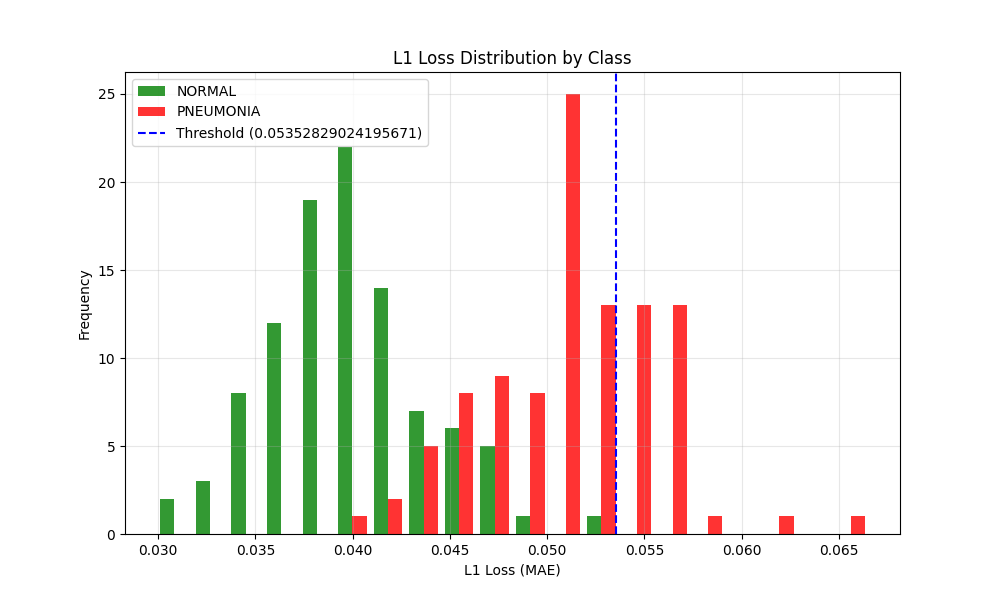 L1 Loss Distribution by Class
NORMAL
PNEUMONIA
Threshold (0.05352829024195671)
25
20
15
10
5
0
Frequency
0.030 0.035 0.040 0.045 0.050 0.055 0.060 0.065
L1 Loss (MAE)